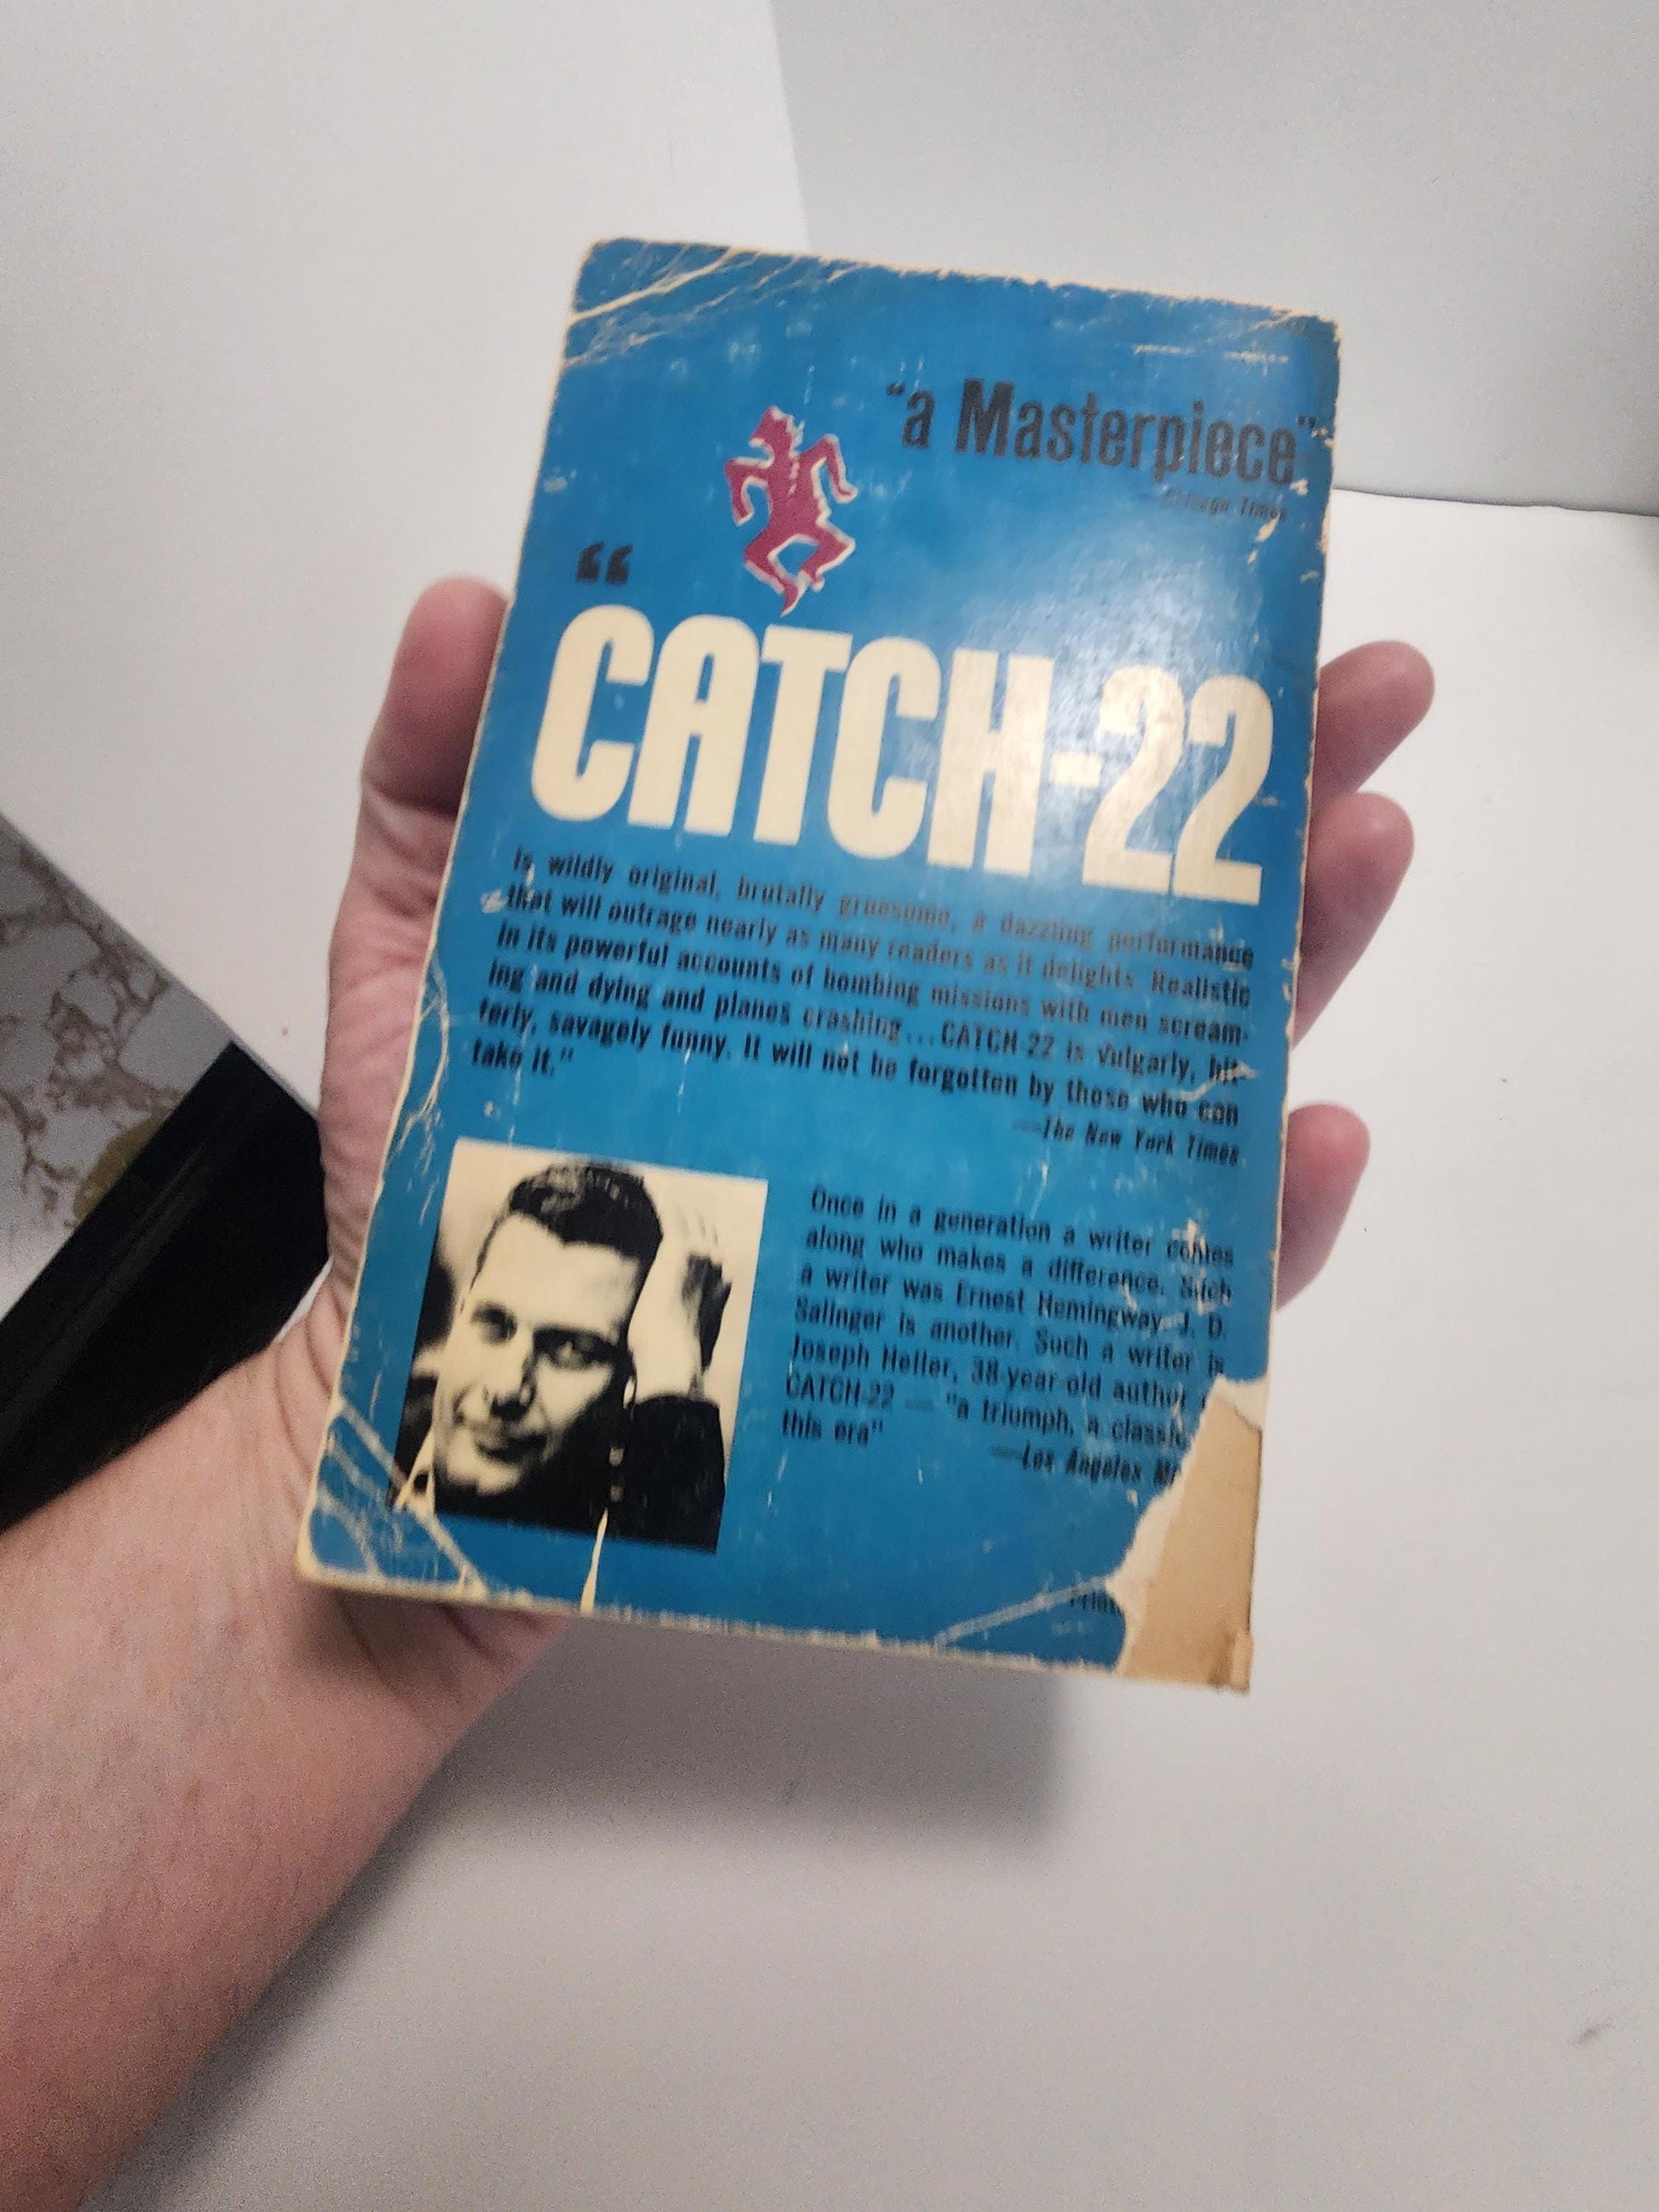 "a Masterpiece"
Times
"
CATCH-22
is wildly original, brutally gruesome, a dazzling performance
that will outrage nearly as many readers as it delights. Realistic
in its powerful accounts of bombing missions with men scream-
ing and dying and planes crashing...CATCH-22 is vulgarly, bit-
terly, savagely funny. It will not be forgotten by those who can
take it."
—The New York Times
Once in a generation a writer comes
along who makes a difference. Such
a writer was Ernest Hemingway. J. D.
Salinger is another. Such a writer is
Joseph Heller, 38-year-old author
CATCH-22 — "a triumph, a classic
this era"
—Los Angeles